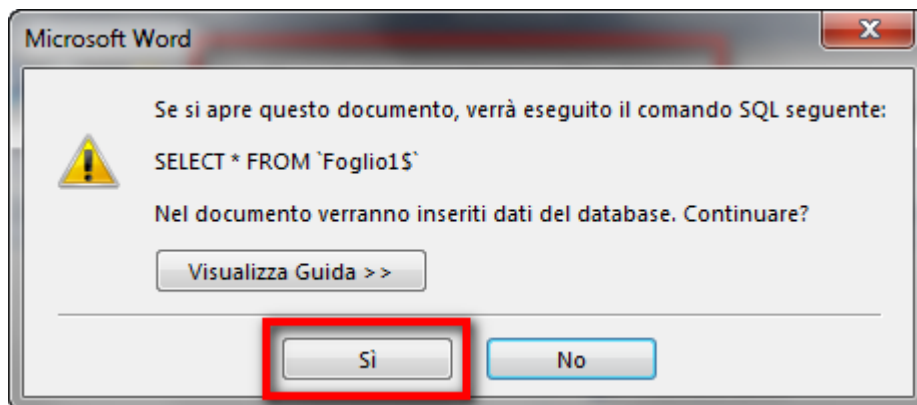 Microsoft Word
Se si apre questo documento, verrà eseguito il comando SQL seguente:
SELECT * FROM `Foglio1$`
Nel documento verranno inseriti dati del database. Continuare?
Visualizza Guida >>
Sì
No